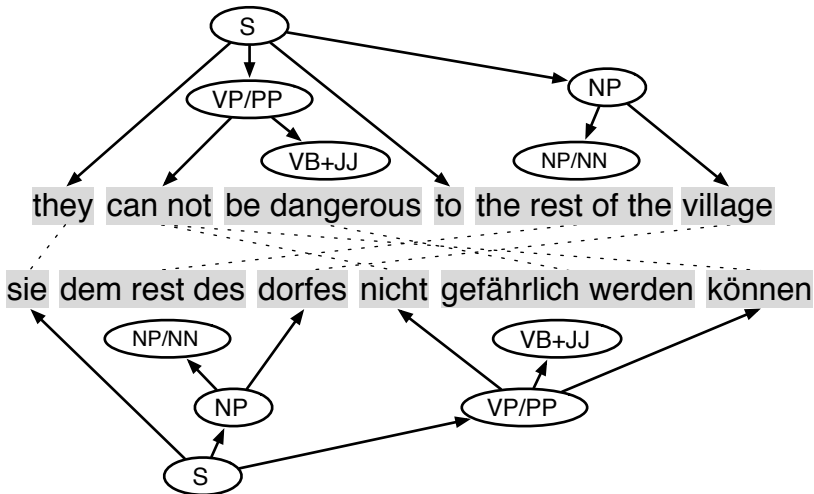 S
VP/PP
NP
VB+JJ
NP/NN
they can not be dangerous to the rest of the village
sie dem rest des dorfes nicht gefährlich werden können
NP/NN
VB+JJ
NP
VP/PP
S